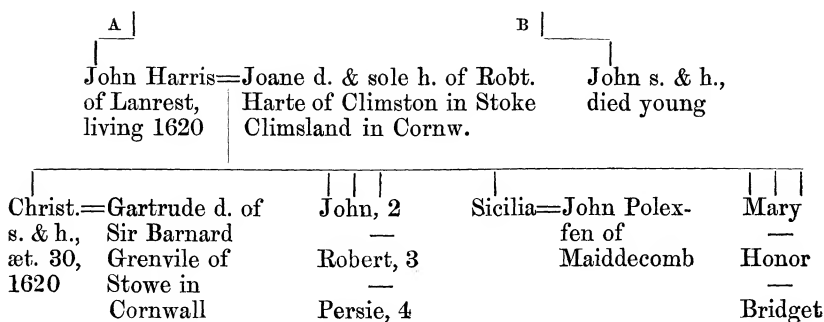 A B
John Harris=Joane d. & sole h. of Robt. John s. & h.,
of Lanrest, Harte of Climston in Stoke died young
living 1620 Climsland in Cornw.
Christ.=Gartrude d. of John, 2 Sicilia=John Polex- Mary
s. & h., Sir Barnard — fen of —
æt. 30, Grenvile of Robert, 3 Maiddecomb Honor
1620 Stowe in — —
Cornwall Persie, 4 Bridget